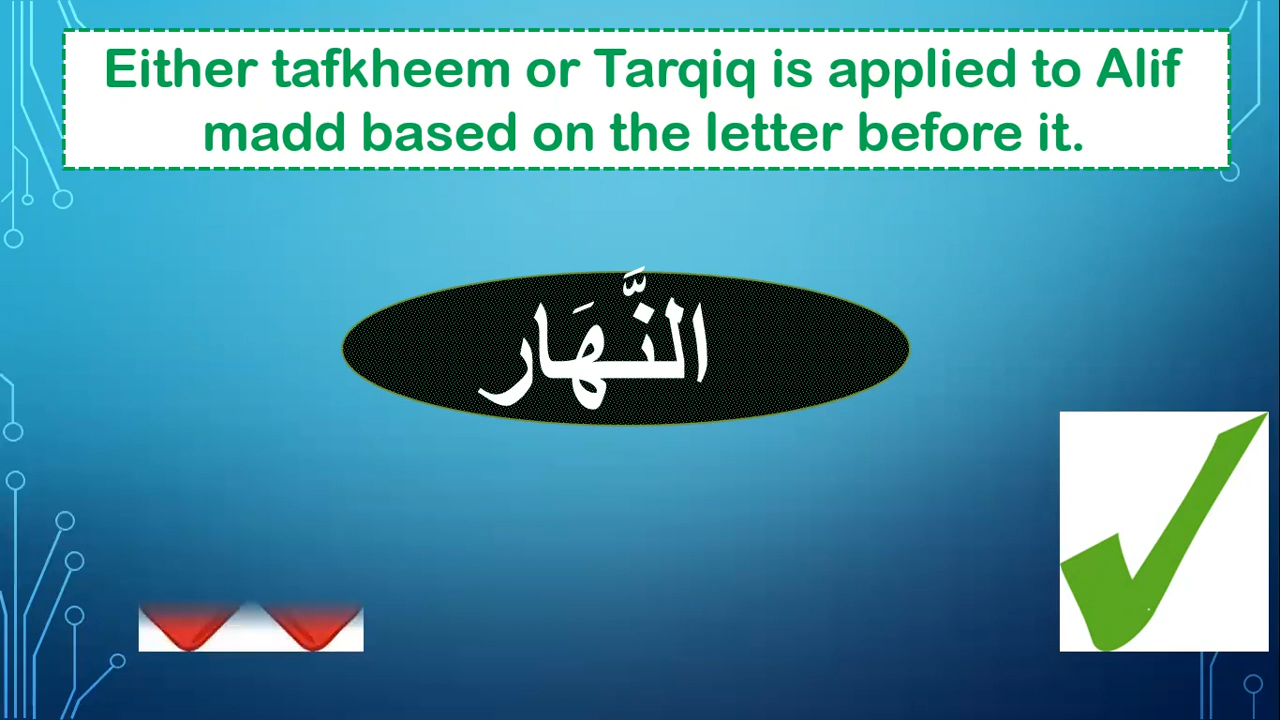 Either tafkheem or Tarqiq is applied to Alif
madd based on the letter before it.
النَّهَار